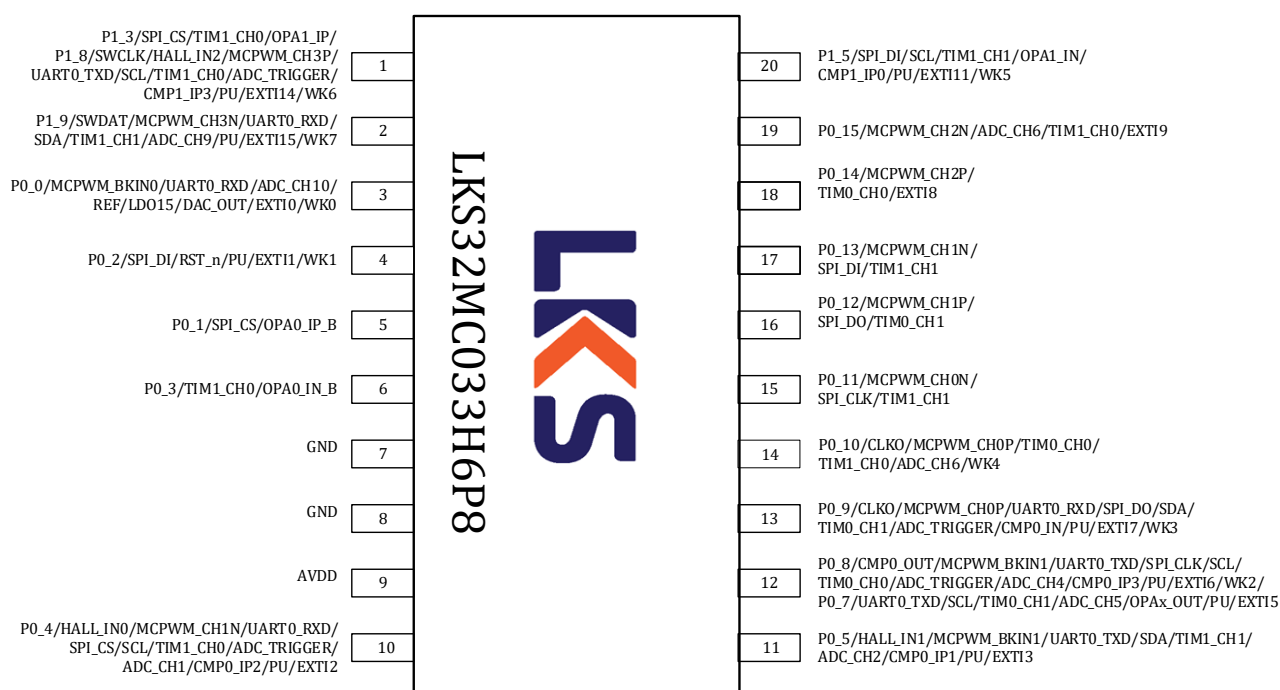 P1_3/SPI_CS/TIM1_CH0/OPA1_IP/
P1_8/SWCLK/HALL_IN2/MCPWM_CH3P/
UART0_TXD/SCL/TIM1_CH0/ADC_TRIGGER/
CMP1_IP3/PU/EXTI14/WK6
1
P1_9/SWDAT/MCPWM_CH3N/UART0_RXD/
SDA/TIM1_CH1/ADC_CH9/PU/EXTI15/WK7
2
P0_0/MCPWM_BKIN0/UART0_RXD/ADC_CH10/
REF/LDO15/DAC_OUT/EXTI0/WK0
3
P0_2/SPI_DI/RST_n/PU/EXTI1/WK1
4
P0_1/SPI_CS/OPA0_IP_B
5
P0_3/TIM1_CH0/OPA0_IN_B
6
GND
7
GND
8
AVDD
9
P0_4/HALL_IN0/MCPWM_CH1N/UART0_RXD/
SPI_CS/SCL/TIM1_CH0/ADC_TRIGGER/
ADC_CH1/CMP0_IP2/PU/EXTI2
10
LKS32MC033H6P8
LKS
20
P1_5/SPI_DI/SCL/TIM1_CH1/OPA1_IN/
CMP1_IP0/PU/EXTI11/WK5
19
P0_15/MCPWM_CH2N/ADC_CH6/TIM1_CH0/EXTI9
18
P0_14/MCPWM_CH2P/
TIM0_CH0/EXTI8
17
P0_13/MCPWM_CH1N/
SPI_DI/TIM1_CH1
16
P0_12/MCPWM_CH1P/
SPI_DO/TIM0_CH1
15
P0_11/MCPWM_CH0N/
SPI_CLK/TIM1_CH1
14
P0_10/CLKO/MCPWM_CH0P/TIM0_CH0/
TIM1_CH0/ADC_CH6/WK4
13
P0_9/CLKO/MCPWM_CH0P/UART0_RXD/SPI_DO/SDA/
TIM0_CH1/ADC_TRIGGER/CMP0_IN/PU/EXTI7/WK3
12
P0_8/CMP0_OUT/MCPWM_BKIN1/UART0_TXD/SPI_CLK/SCL/
TIM0_CH0/ADC_TRIGGER/ADC_CH4/CMP0_IP3/PU/EXTI6/WK2/
P0_7/UART0_TXD/SCL/TIM0_CH1/ADC_CH5/OPAx_OUT/PU/EXTI5
11
P0_5/HALL_IN1/MCPWM_BKIN1/UART0_TXD/SDA/TIM1_CH1/
ADC_CH2/CMP0_IP1/PU/EXTI3